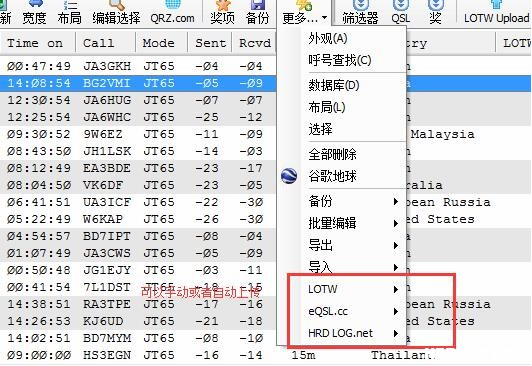 新 宽度 布局 编辑选择 QRZ.com 奖项 备份 更多... 筛选器 QSL 奖 LOTW Upload
Time on Call Mode Sent Rcvd try LOTW
00:47:49 JA3GKH JT65 -04 -04
14:08:54 BG2VMI JT65 -05 -09
12:30:54 JA6HUG JT65 -07 -07
12:25:54 JA6WHC JT65 -25 -12
09:30:52 9W6EZ JT65 -11 -09 Malaysia
08:43:50 JH1LSK JT65 -14 -03
08:12:49 EA3BDE JT65 -23 -17
08:04:50 VK6DF JT65 -23 -05 ralia
06:41:51 UA3ICF JT65 -22 -30 pean Russia
05:22:49 W6KAP JT65 -26 -30 ed States
04:54:57 BD7IPT JT65 -08 -04
01:07:49 JA3CWS JT65 -05 -09
00:50:48 JG1EJY JT65 -03 -11
00:41:54 7L1DST JT65 -18 -15
14:38:51 RA3TPE JT65 -17 -16 pean Russia
14:26:53 KJ6UD JT65 -21 -18 ed States
14:02:51 BD7MYM JT65 -08 -10
09:00:59 HS3EGN JT65 -16 -14 15m Thailand
可以手动或者自动上传
外观(A)
呼号查找(C)
数据库(D)
布局(L)
选择
全部删除
谷歌地球
备份
批量编辑
导出
导入
LOTW
eQSL.cc
HRD LOG.net